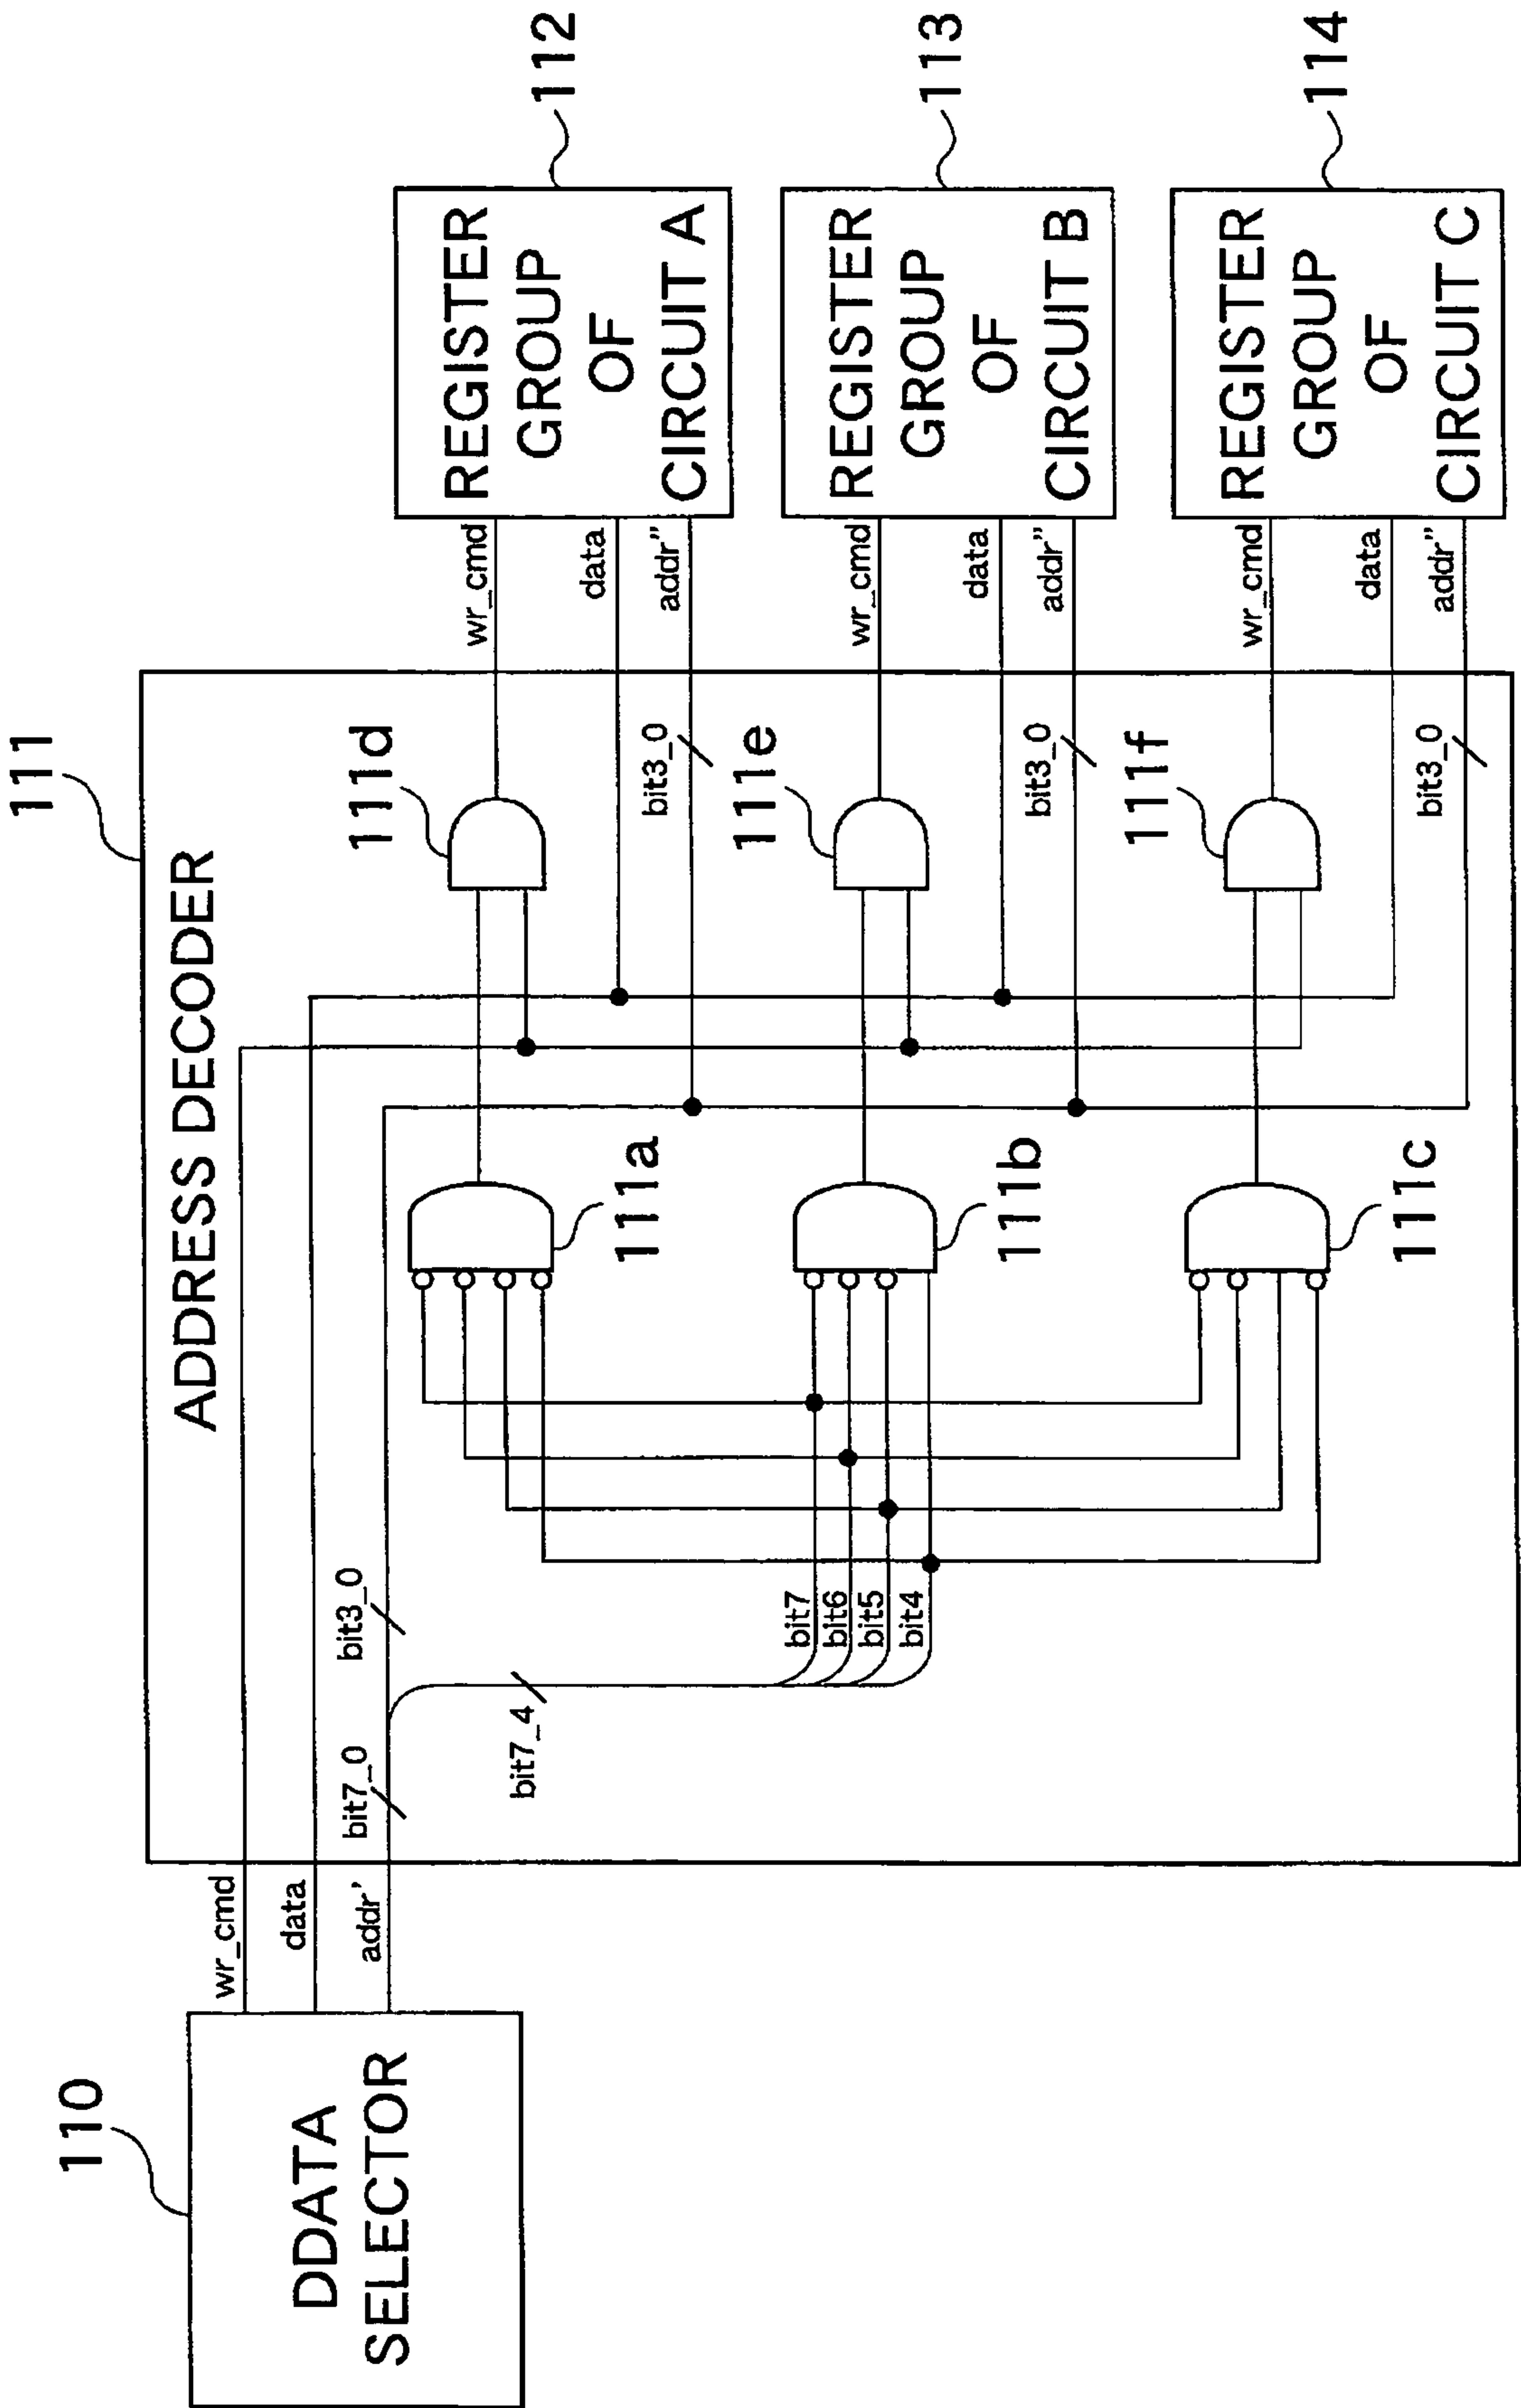 110
DDATA
SELECTOR
wr_cmd
data
addr'
111
ADDRESS DECODER
bit7_0
bit3_0
bit7_4
bit7
bit6
bit5
bit4
111a
111b
111c
111d
111e
111f
bit3_0
bit3_0
bit3_0
wr_cmd
data
addr"
wr_cmd
data
addr"
wr_cmd
data
addr"
REGISTER
GROUP
OF
CIRCUIT A
112
REGISTER
GROUP
OF
CIRCUIT B
113
REGISTER
GROUP
OF
CIRCUIT C
114